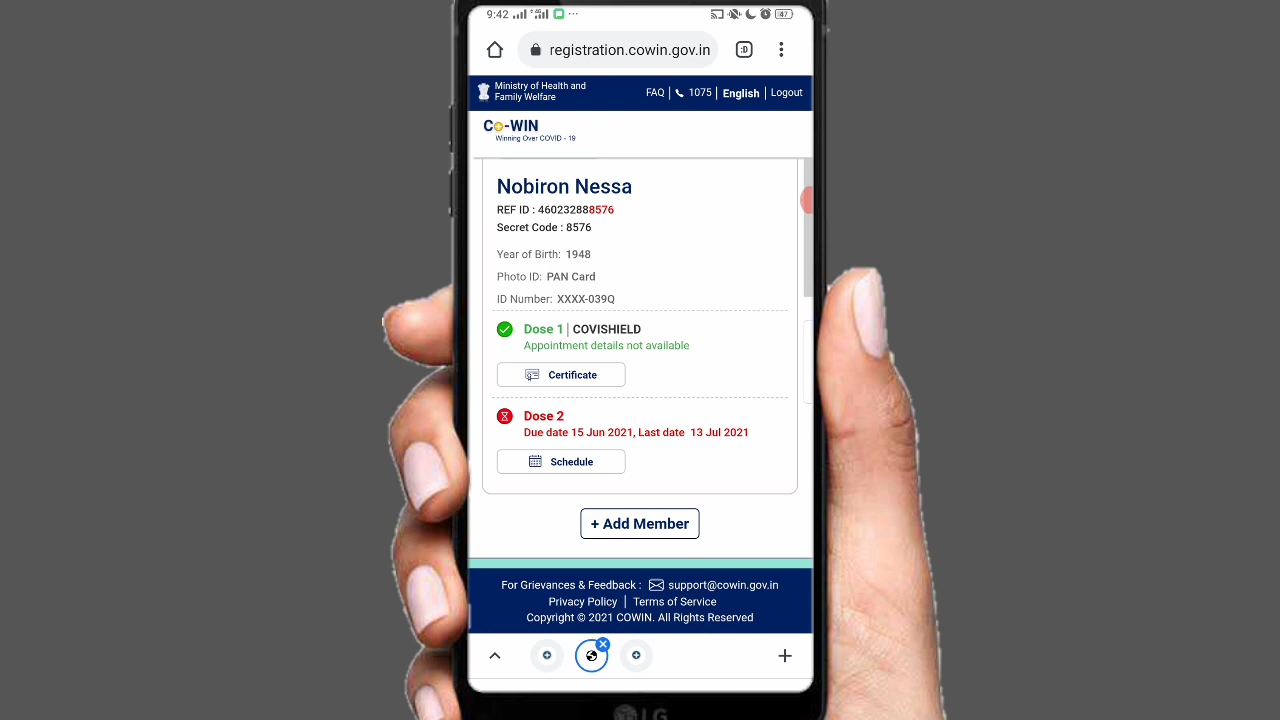 9:42
47
registration.cowin.gov.in
:D
Ministry of Health and
Family Welfare
FAQ | 1075 | English | Logout
Co-WIN
Winning Over COVID - 19
Nobiron Nessa
REF ID : 460232888576
Secret Code : 8576
Year of Birth: 1948
Photo ID: PAN Card
ID Number: XXXX-039Q
Dose 1 | COVISHIELD
Appointment details not available
Certificate
Dose 2
Due date 15 Jun 2021, Last date 13 Jul 2021
Schedule
+ Add Member
For Grievances & Feedback : support@cowin.gov.in
Privacy Policy | Terms of Service
Copyright © 2021 COWIN. All Rights Reserved
LG